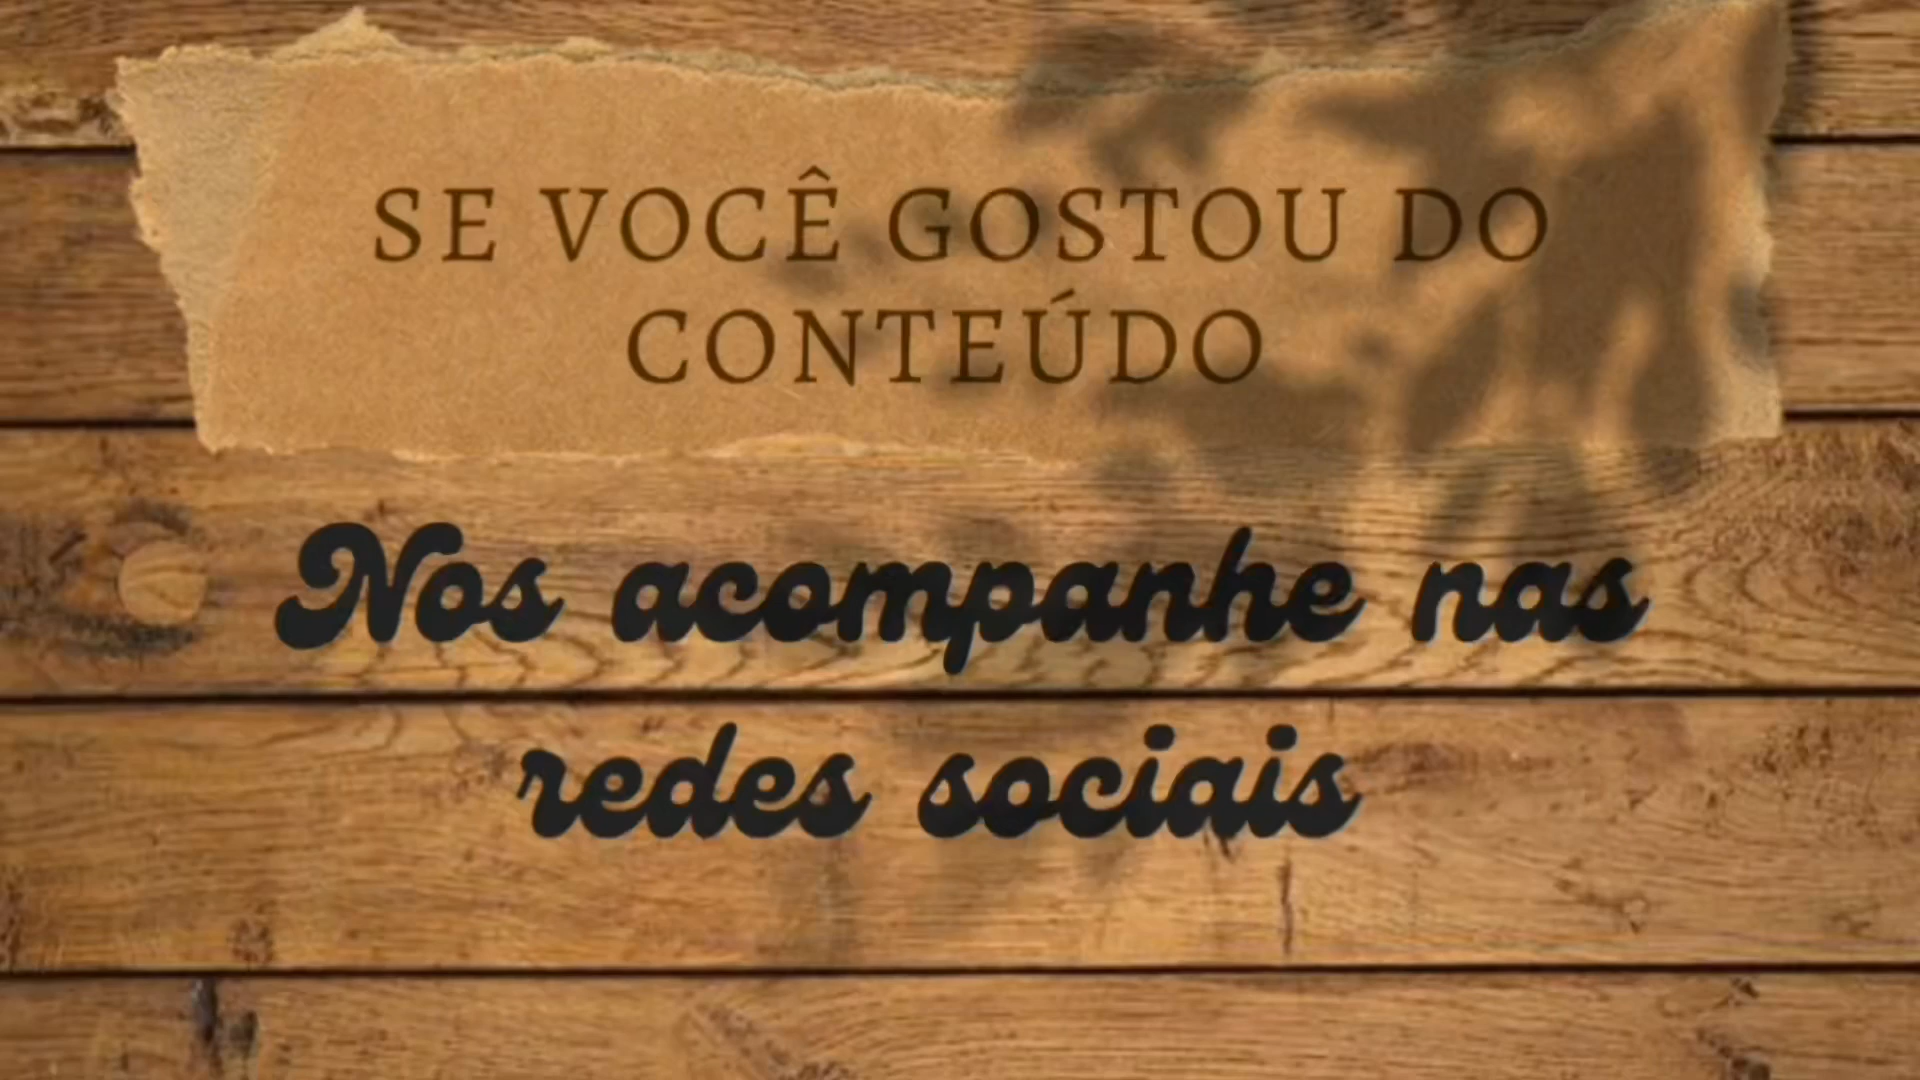 SE VOCÊ GOSTOU DO
CONTEÚDO
Nos acompanhe nas
redes sociais